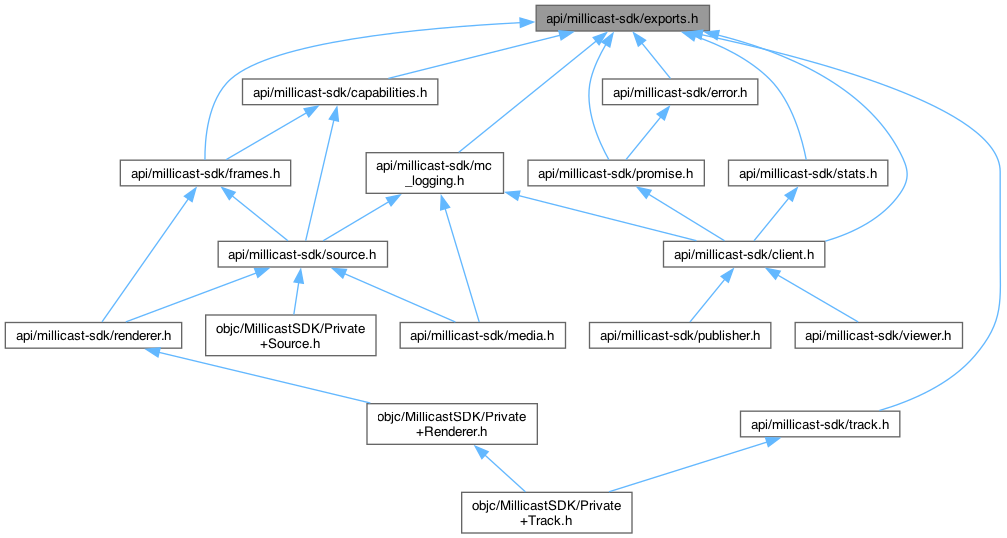 api/millicast-sdk/exports.h
api/millicast-sdk/capabilities.h
api/millicast-sdk/error.h
api/millicast-sdk/frames.h
api/millicast-sdk/mc
_logging.h
api/millicast-sdk/promise.h
api/millicast-sdk/stats.h
api/millicast-sdk/source.h
api/millicast-sdk/client.h
api/millicast-sdk/renderer.h
objc/MillicastSDK/Private
+Source.h
api/millicast-sdk/media.h
api/millicast-sdk/publisher.h
api/millicast-sdk/viewer.h
objc/MillicastSDK/Private
+Renderer.h
api/millicast-sdk/track.h
objc/MillicastSDK/Private
+Track.h